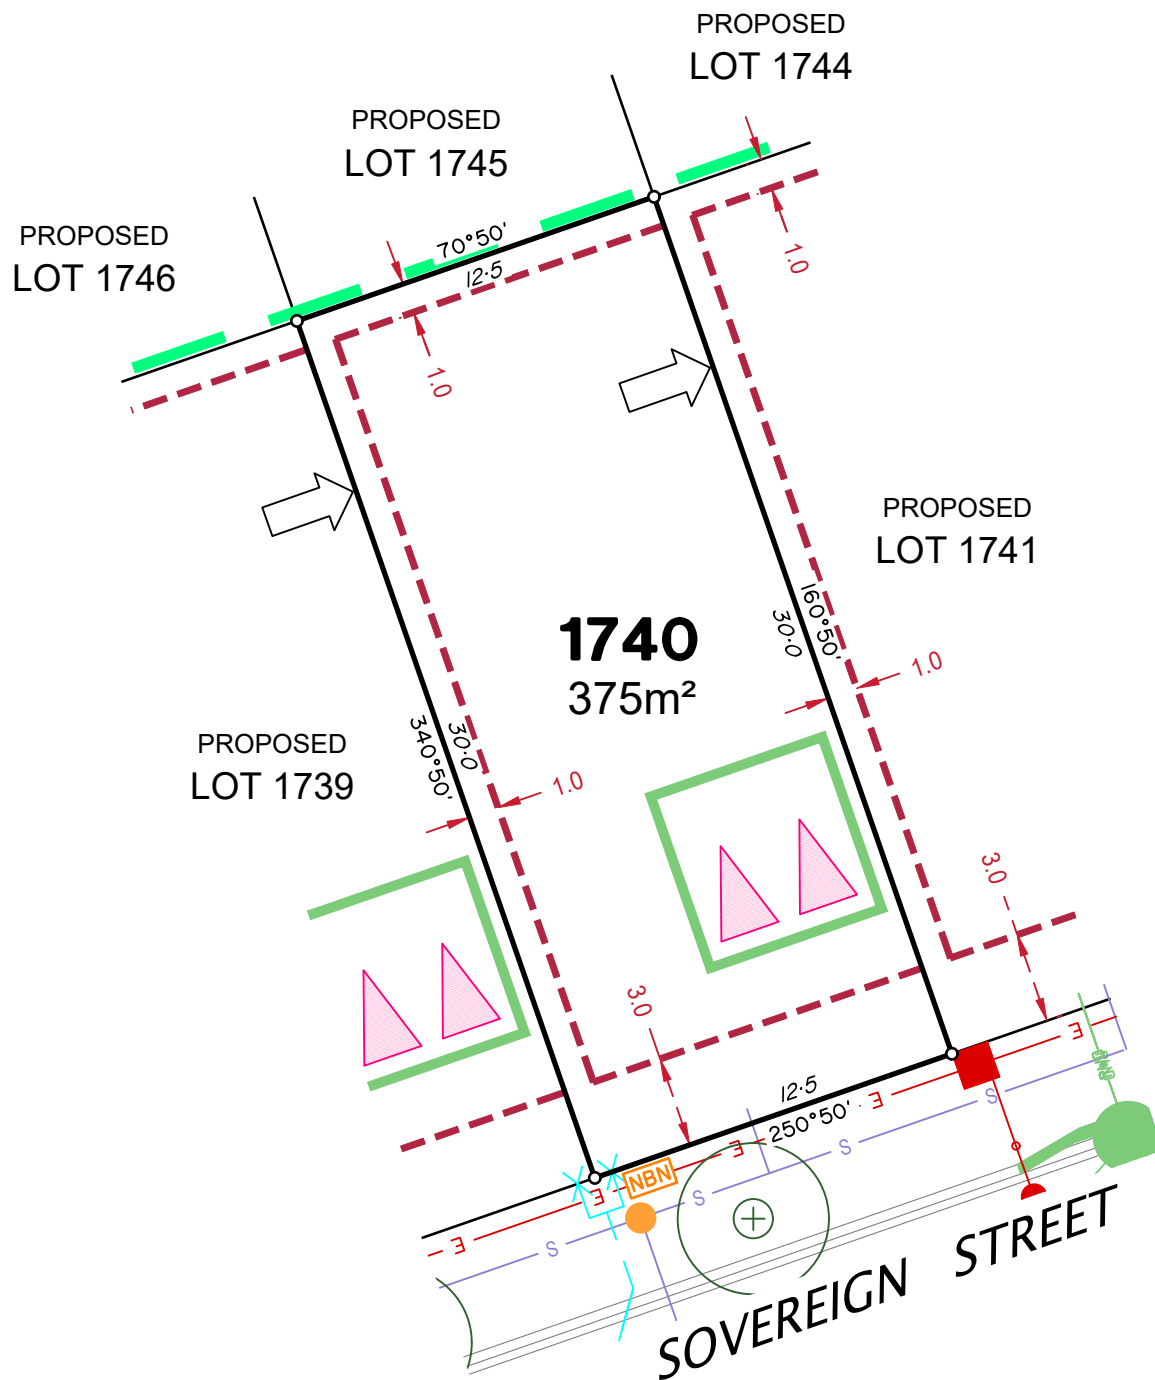 PROPOSED
LOT 1744
PROPOSED
LOT 1745
PROPOSED
LOT 1746
70°50'
12·5
1.0
1.0
PROPOSED
LOT 1741
160°50'
30·0
1740
375m²
1.0
PROPOSED
LOT 1739
340°50'
30·0
1.0
3.0
3.0
12·5
250°50'
E
E
E
E
E
NBN
S
S
S
S
SOVEREIGN STREET